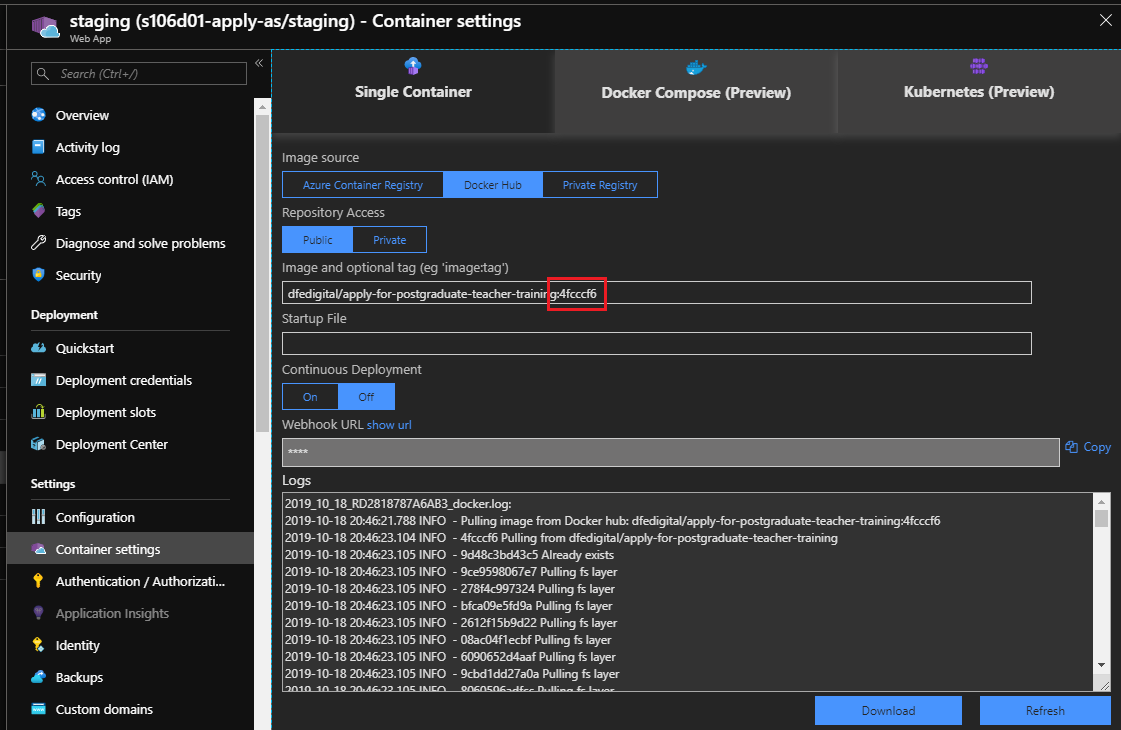 staging (s106d01-apply-as/staging) - Container settings
Web App
Search (Ctrl+/)
Overview
Activity log
Access control (IAM)
Tags
Diagnose and solve problems
Security
Deployment
Quickstart
Deployment credentials
Deployment slots
Deployment Center
Settings
Configuration
Container settings
Authentication / Authorizati...
Application Insights
Identity
Backups
Custom domains
Single Container
Docker Compose (Preview)
Kubernetes (Preview)
Image source
Azure Container Registry
Docker Hub
Private Registry
Repository Access
Public
Private
Image and optional tag (eg 'image:tag')
dfedigital/apply-for-postgraduate-teacher-training:4fcccf6
Startup File
Continuous Deployment
On
Off
Webhook URL show url
****
Copy
Logs
2019_10_18_RD2818787A6AB3_docker.log:
2019-10-18 20:46:21.788 INFO - Pulling image from Docker hub: dfedigital/apply-for-postgraduate-teacher-training:4fcccf6
2019-10-18 20:46:23.104 INFO - 4fcccf6 Pulling from dfedigital/apply-for-postgraduate-teacher-training
2019-10-18 20:46:23.105 INFO - 9d48c3bd43c5 Already exists
2019-10-18 20:46:23.105 INFO - 9ce9598067e7 Pulling fs layer
2019-10-18 20:46:23.105 INFO - 278f4c997324 Pulling fs layer
2019-10-18 20:46:23.105 INFO - bfca09e5fd9a Pulling fs layer
2019-10-18 20:46:23.105 INFO - 2612f15b9d22 Pulling fs layer
2019-10-18 20:46:23.105 INFO - 08ac04f1ecbf Pulling fs layer
2019-10-18 20:46:23.105 INFO - 6090652d4aaf Pulling fs layer
2019-10-18 20:46:23.105 INFO - 9cbd1dd27a0a Pulling fs layer
2019-10-18 20:46:23.105 INFO - Pulling fs layer
Download
Refresh